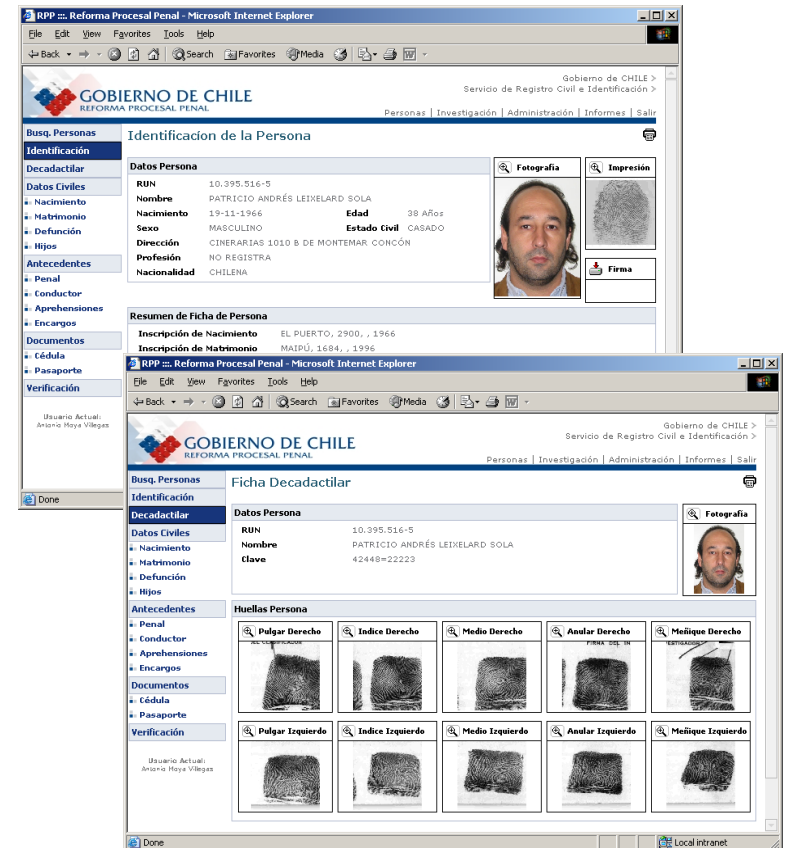 RPP :::. Reforma Procesal Penal - Microsoft Internet Explorer
File Edit View Favorites Tools Help
Back Search Favorites Media
Gobierno de CHILE >
Servicio de Registro Civil e Identificación >
GOBIERNO DE CHILE
REFORMA PROCESAL PENAL
Personas | Investigación | Administración | Informes | Salir
Busq. Personas
Identificación
Decadactilar
Datos Civiles
Nacimiento
Matrimonio
Defunción
Hijos
Antecedentes
Penal
Conductor
Aprehensiones
Encargos
Documentos
Cédula
Pasaporte
Verificación
Usuario Actual:
Antonio Moya Villegas
Done
Identificacíon de la Persona
Datos Persona
RUN 10.395.516-5
Nombre PATRICIO ANDRÉS LEIXELARD SOLA
Nacimiento 19-11-1966 Edad 38 Años
Sexo MASCULINO Estado Civil CASADO
Dirección CINERARIAS 1010 B DE MONTEMAR CONCÓN
Profesión NO REGISTRA
Nacionalidad CHILENA
Fotografía
Impresión
Firma
Resumen de Ficha de Persona
Inscripción de Nacimiento EL PUERTO, 2900, , 1966
Inscripción de Matrimonio MAIPÚ, 1684, , 1996
RPP :::. Reforma Procesal Penal - Microsoft Internet Explorer
File Edit View Favorites Tools Help
Back Search Favorites Media
Gobierno de CHILE >
Servicio de Registro Civil e Identificación >
GOBIERNO DE CHILE
REFORMA PROCESAL PENAL
Personas | Investigación | Administración | Informes | Salir
Busq. Personas
Identificación
Decadactilar
Datos Civiles
Nacimiento
Matrimonio
Defunción
Hijos
Antecedentes
Penal
Conductor
Aprehensiones
Encargos
Documentos
Cédula
Pasaporte
Verificación
Usuario Actual:
Antonio Moya Villegas
Ficha Decadactilar
Datos Persona
RUN 10.395.516-5
Nombre PATRICIO ANDRÉS LEIXELARD SOLA
Clave 42448=22223
Fotografía
Huellas Persona
Pulgar Derecho Indice Derecho Medio Derecho Anular Derecho Meñique Derecho
CLASIFICADOR FIRMA DEL IN
Pulgar Izquierdo Indice Izquierdo Medio Izquierdo Anular Izquierdo Meñique Izquierdo
Done Local intranet